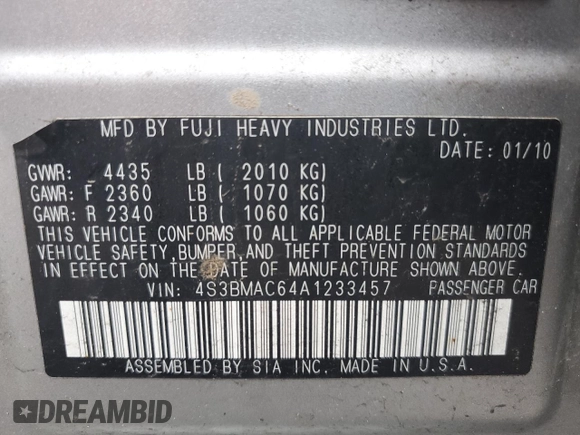 MFD BY FUJI HEAVY INDUSTRIES LTD.
DATE: 01/10
GVWR: 4435 LB ( 2010 KG)
GAWR: F 2360 LB ( 1070 KG)
GAWR: R 2340 LB ( 1060 KG)
THIS VEHICLE CONFORMS TO ALL APPLICABLE FEDERAL MOTOR
VEHICLE SAFETY, BUMPER, AND THEFT PREVENTION STANDARDS
IN EFFECT ON THE DATE OF MANUFACTURE SHOWN ABOVE.
VIN: 4S3BMAC64A1233457 PASSENGER CAR
ASSEMBLED BY SIA INC. MADE IN U.S.A.
DREAMBID